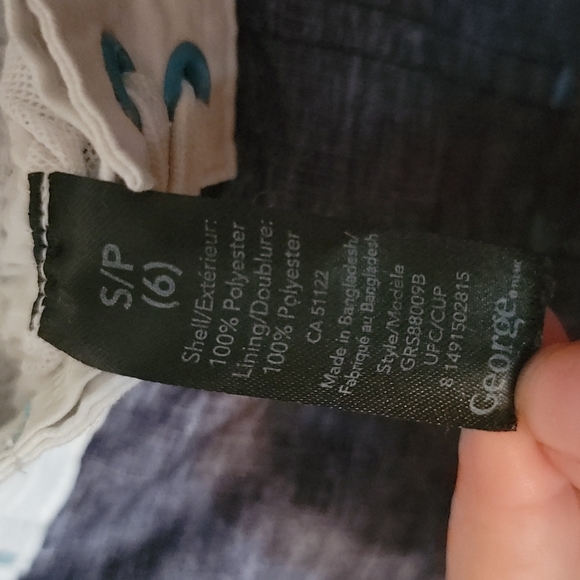 S/P
(6)
Shell/Extérieur:
100% Polyester
Lining/Doublure:
100% Polyester
CA 51122
Made in Bangladesh/
Fabriqué au Bangladesh
Style/Modèle
GRS88009B
UFC/CUP
8 1491502815
George